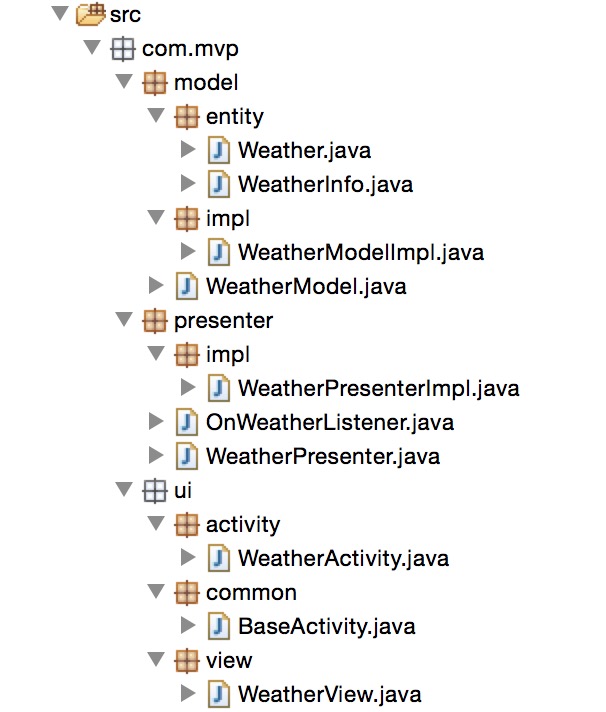 src
com.mvp
model
entity
Weather.java
WeatherInfo.java
impl
WeatherModelImpl.java
WeatherModel.java
presenter
impl
WeatherPresenterImpl.java
OnWeatherListener.java
WeatherPresenter.java
ui
activity
WeatherActivity.java
common
BaseActivity.java
view
WeatherView.java